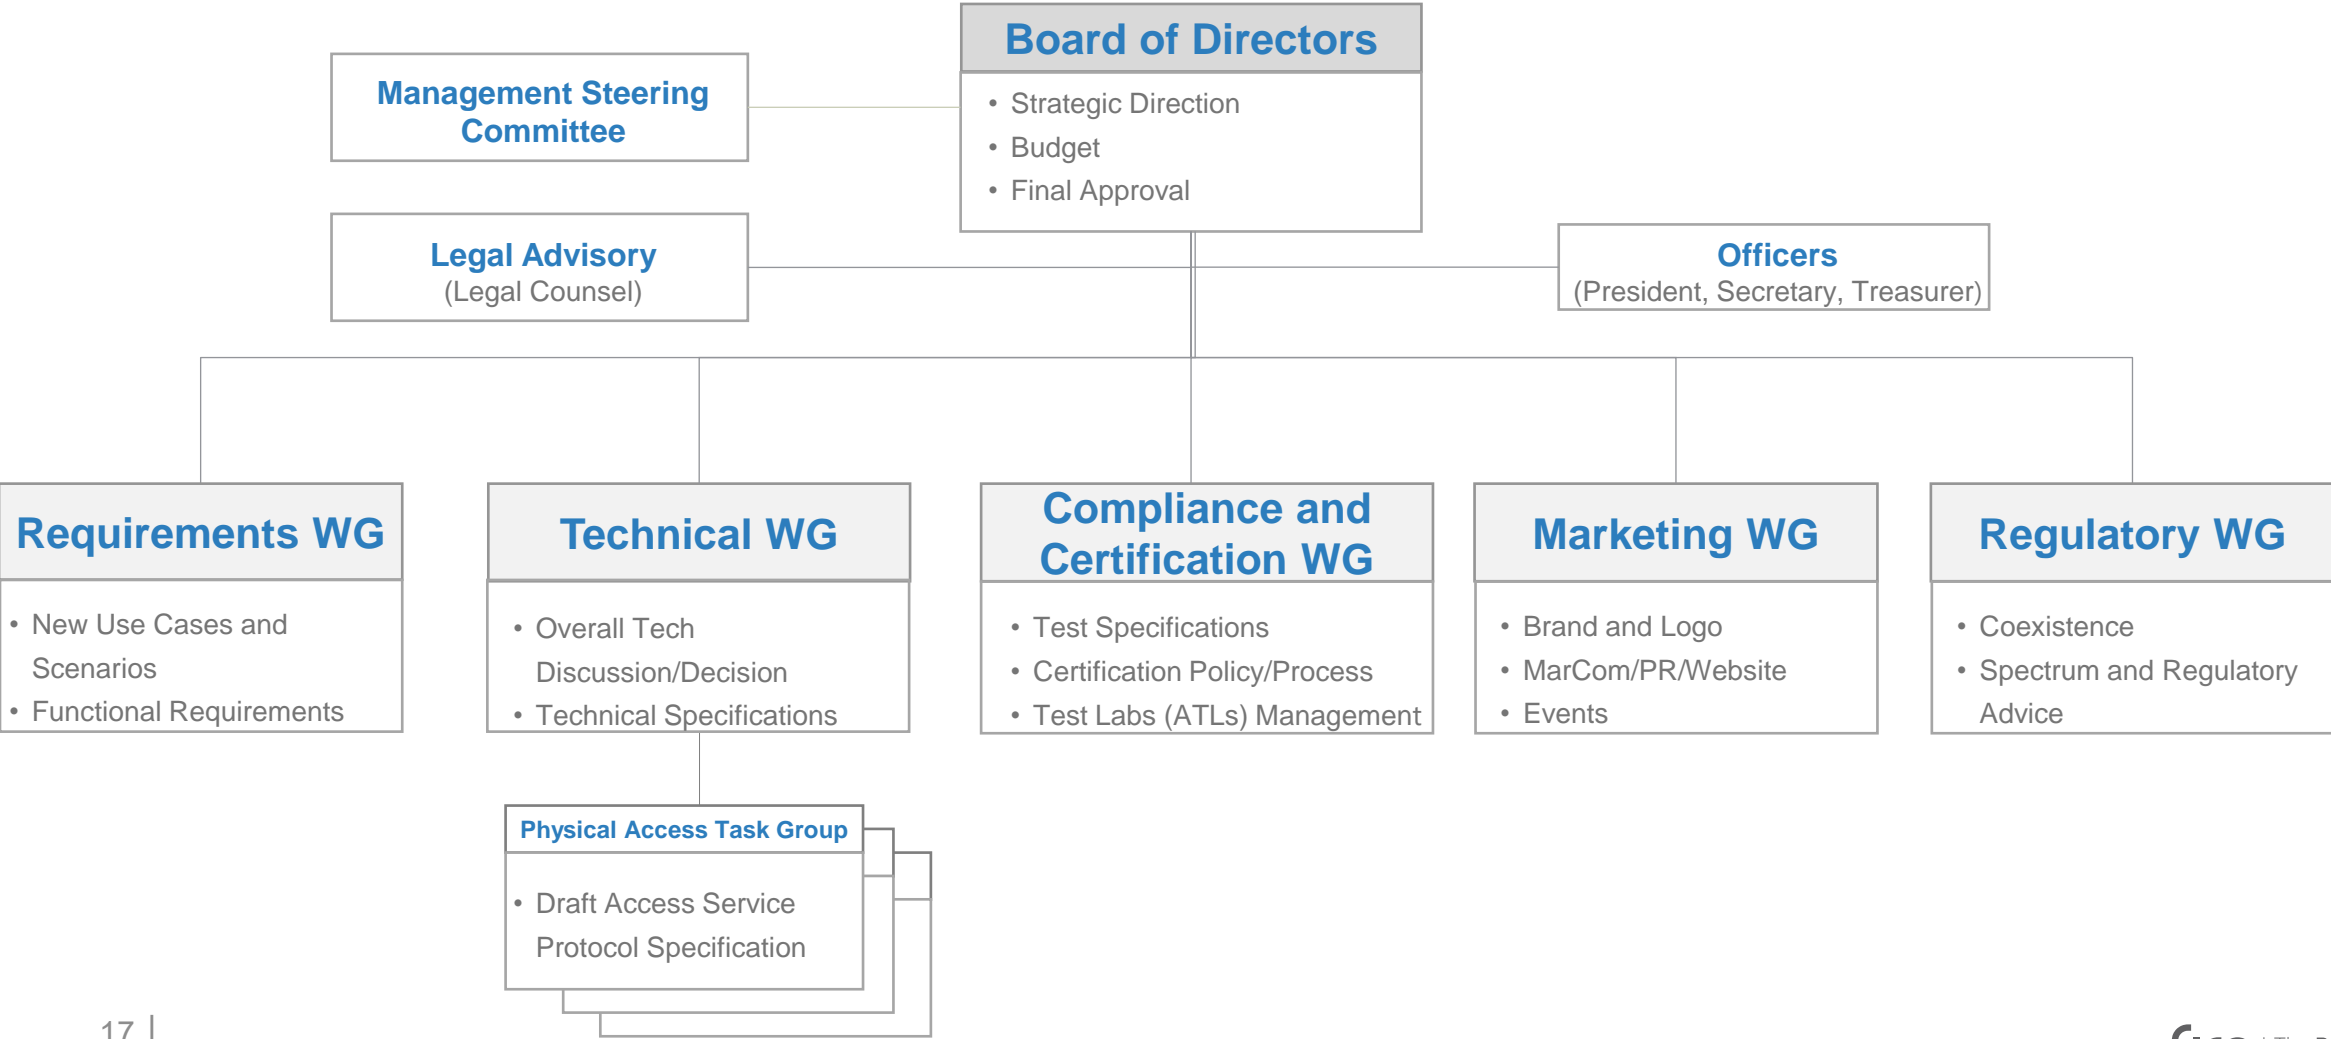 Board of Directors
• Strategic Direction
• Budget
• Final Approval
Management Steering
Committee
Legal Advisory
(Legal Counsel)
Officers
(President, Secretary, Treasurer)
Requirements WG
• New Use Cases and
Scenarios
• Functional Requirements
Technical WG
• Overall Tech
Discussion/Decision
• Technical Specifications
Compliance and
Certification WG
• Test Specifications
• Certification Policy/Process
• Test Labs (ATLs) Management
Marketing WG
• Brand and Logo
• MarCom/PR/Website
• Events
Regulatory WG
• Coexistence
• Spectrum and Regulatory
Advice
Physical Access Task Group
• Draft Access Service
Protocol Specification
17 |